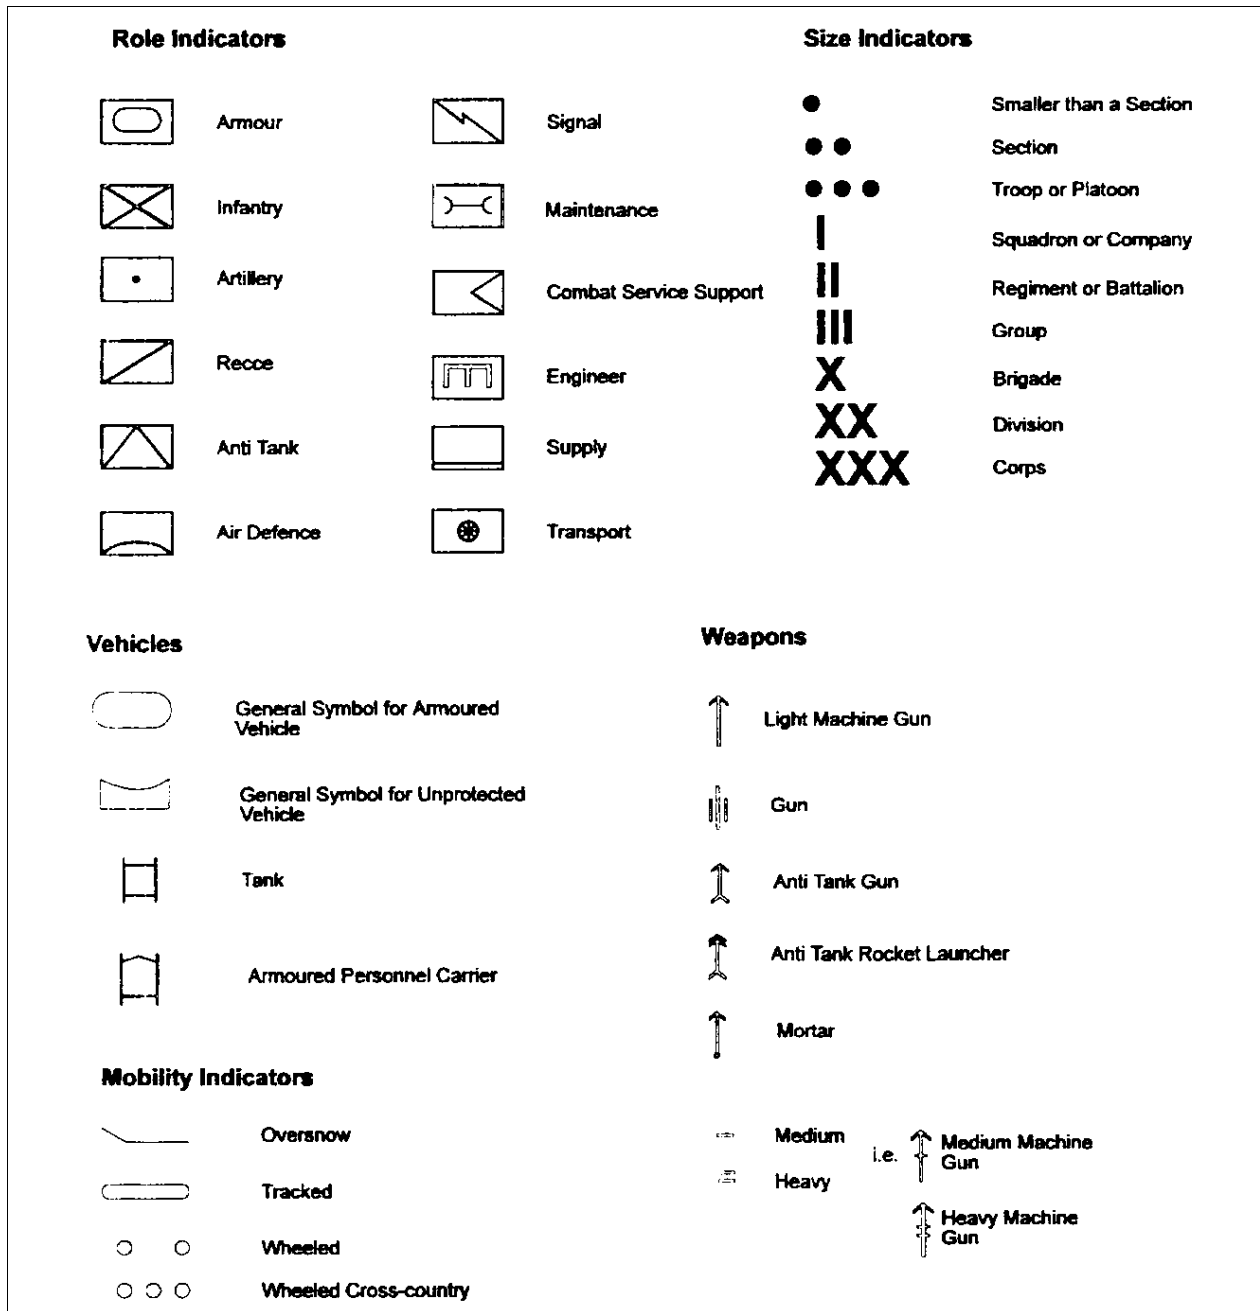 Role Indicators
Armour
Infantry
Artillery
Recce
Anti Tank
Air Defence
Signal
Maintenance
Combat Service Support
Engineer
Supply
Transport
Size Indicators
Smaller than a Section
Section
Troop or Platoon
Squadron or Company
Regiment or Battalion
Group
X
Brigade
XX
Division
XXX
Corps
Vehicles
General Symbol for Armoured
Vehicle
General Symbol for Unprotected
Vehicle
Tank
Armoured Personnel Carrier
Mobility Indicators
Oversnow
Tracked
Wheeled
Wheeled Cross-country
Weapons
Light Machine Gun
Gun
Anti Tank Gun
Anti Tank Rocket Launcher
Mortar
Medium
Heavy
i.e.
Medium Machine
Gun
Heavy Machine
Gun